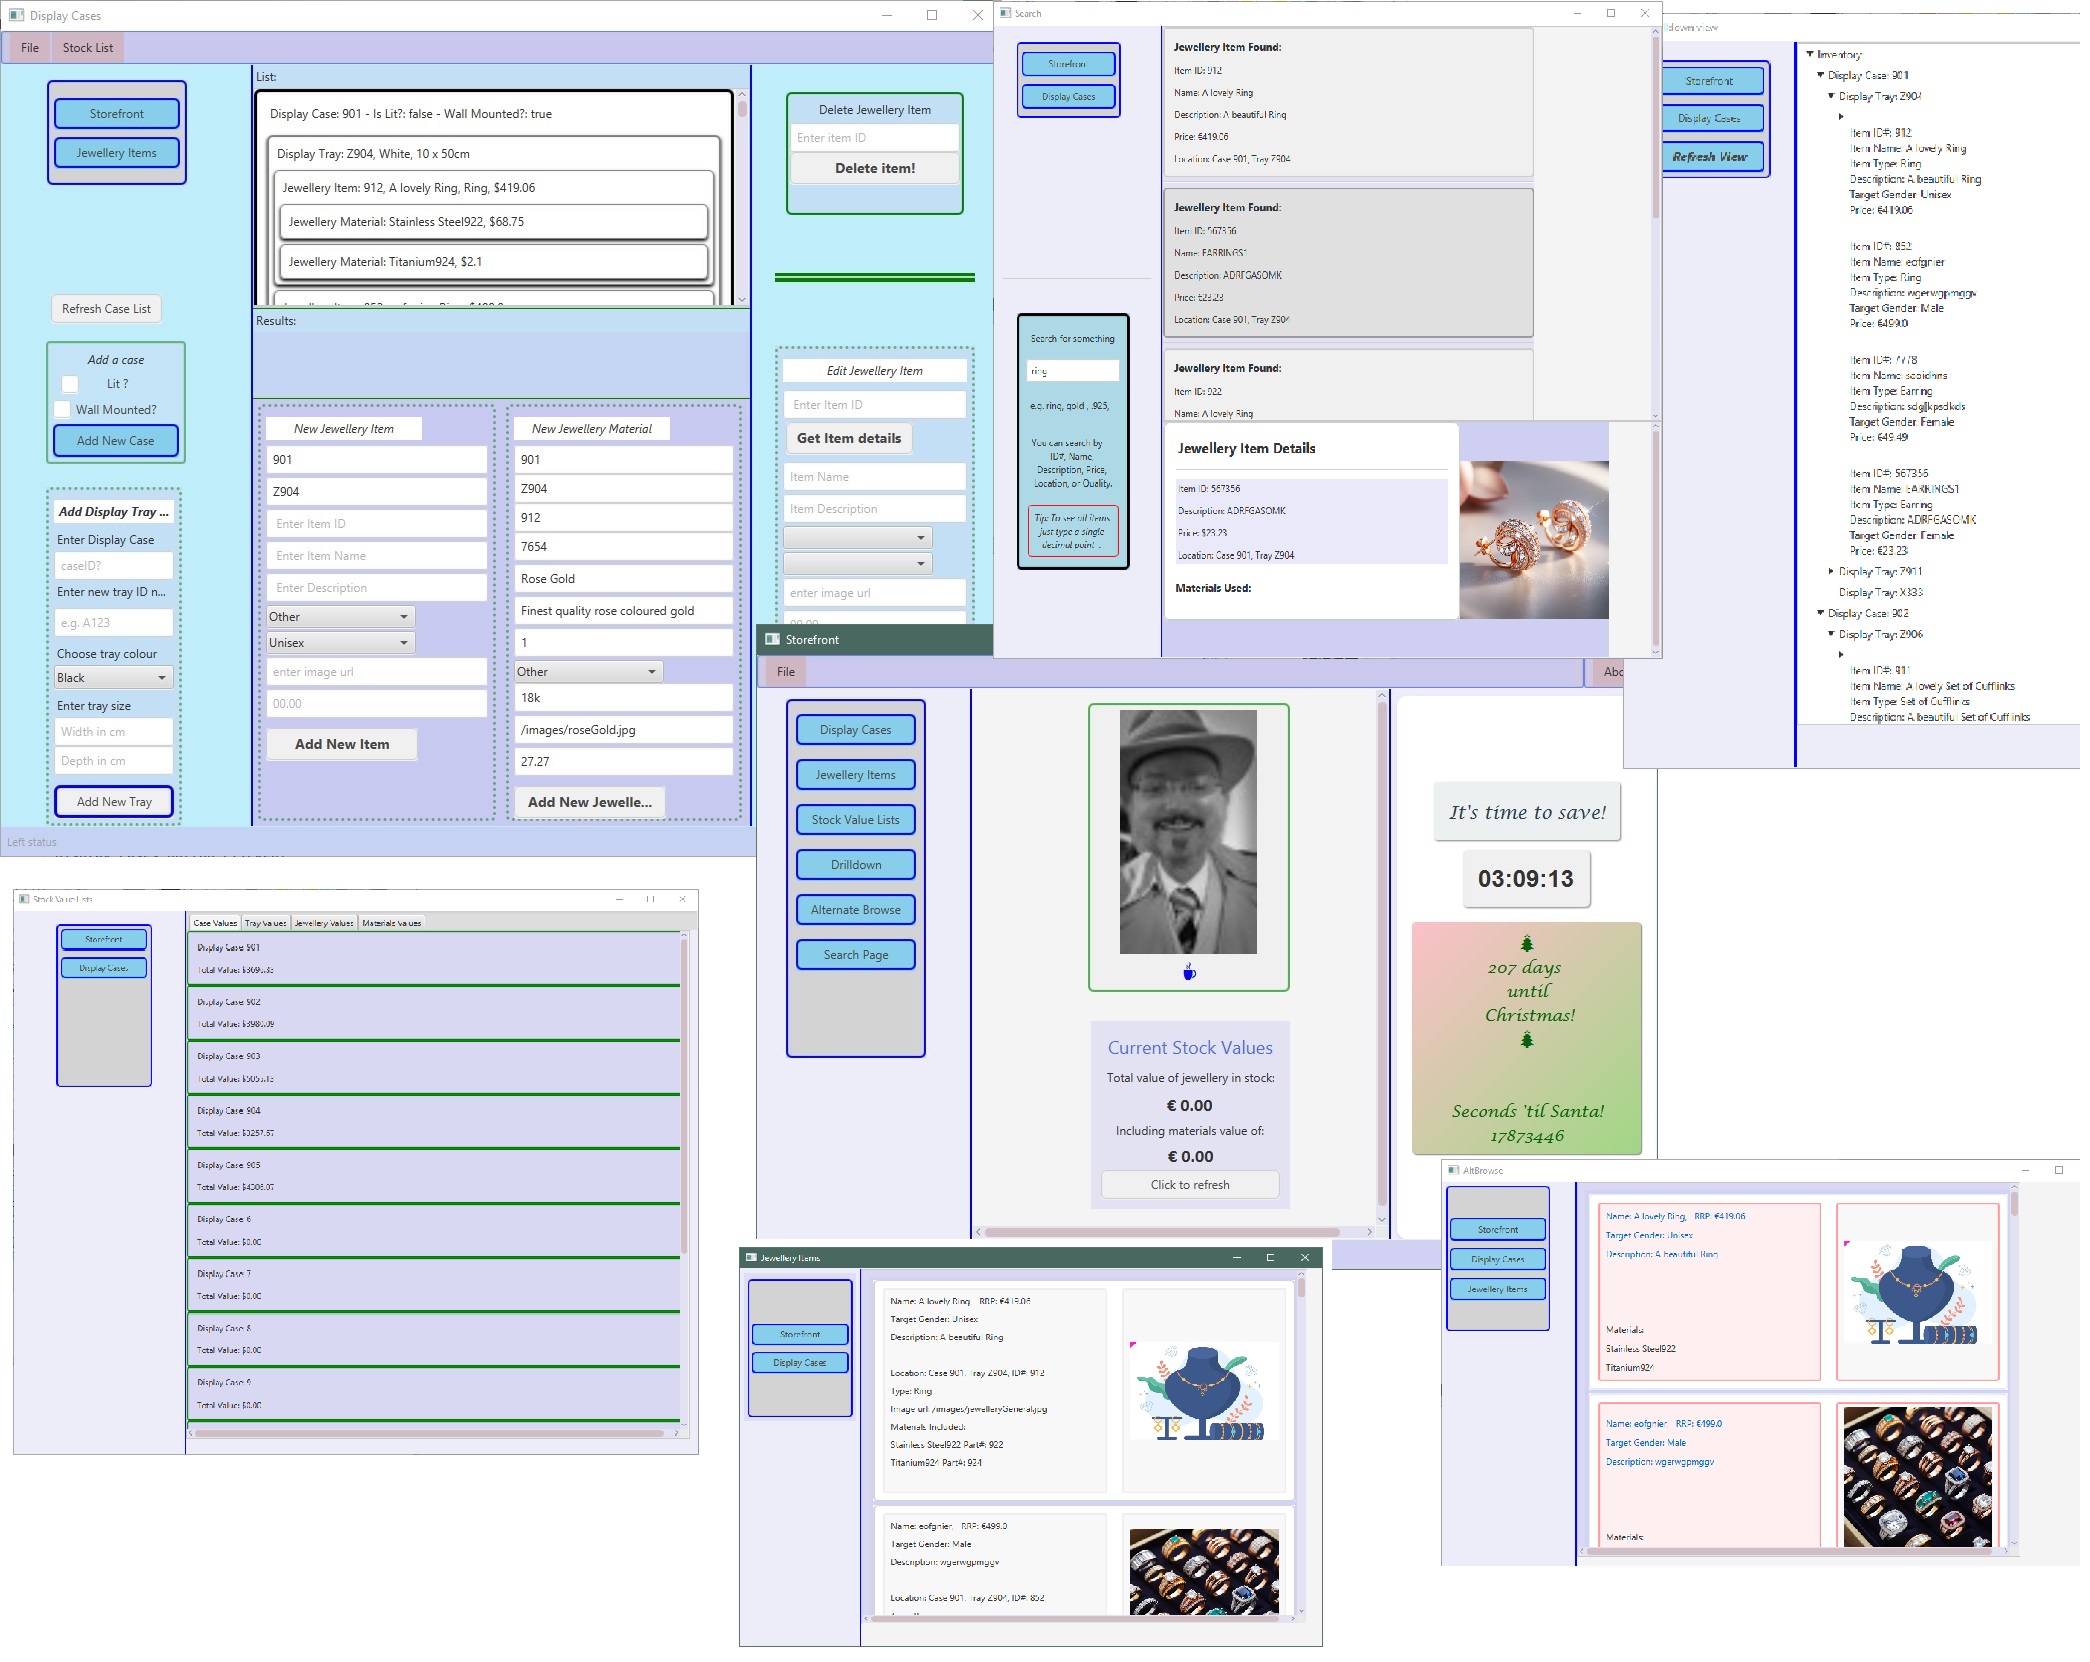 Display Cases
File
Stock List
Storefront
Jewellery Items
Refresh Case List
Add a case
Lit ?
Wall Mounted?
Add New Case
Add Display Tray ...
Enter Display Case
caseID?
Enter new tray ID n...
e.g. A123
Choose tray colour
Black
Enter tray size
Width in cm
Depth in cm
Add New Tray
Left status
List:
Display Case: 901 - Is Lit?: false - Wall Mounted?: true
Display Tray: Z904, White, 10 x 50cm
Jewellery Item: 912, A lovely Ring, Ring, $419.06
Jewellery Material: Stainless Steel922, $68.75
Jewellery Material: Titanium924, $2.1
Results:
New Jewellery Item
901
Z904
Enter Item ID
Enter Item Name
Enter Description
Other
Unisex
enter image url
00.00
Add New Item
New Jewellery Material
901
Z904
912
7654
Rose Gold
Finest quality rose coloured gold
1
Other
18k
/images/roseGold.jpg
27.27
Add New Jewelle...
Delete Jewellery Item
Enter item ID
Delete item!
Edit Jewellery Item
Enter Item ID
Get Item details
Item Name
Item Description
enter image url
Search
Storefront
Display Cases
Search for something
ring
e.g. ring, gold , .925,
You can search by
ID#, Name,
Description, Price,
Location, or Quality.
Tip: To see all items
just type a single
decimal point .
Jewellery Item Found:
Item ID: 912
Name: A lovely Ring
Description: A beautiful Ring
Price: €419.06
Location: Case 901, Tray Z904
Jewellery Item Found:
Item ID: 567356
Name: EARRINGS1
Description: ADRFGASOMK
Price: €23.23
Location: Case 901, Tray Z904
Jewellery Item Found:
Item ID: 922
Name: A lovely Ring
Jewellery Item Details
Item ID: 567356
Description: ADRFGASOMK
Price: $23.23
Location: Case 901, Tray Z904
Materials Used:
ldown view
Storefront
Display Cases
Refresh View
Inventory
Display Case: 901
Display Tray: Z904
Item ID#: 912
Item Name: A lovely Ring
Item Type: Ring
Description: A beautiful Ring
Target Gender: Unisex
Price: €419.06
Item ID#: 852
Item Name: eofgnier
Item Type: Ring
Description: wgerwgpmggv
Target Gender: Male
Price: €499.0
Item ID#: 7778
Item Name: saoidhns
Item Type: Earring
Target Gender: Female
Price: €49.49
Item ID#: 567356
Item Name: EARRINGS1
Item Type: Earring
Description: ADRFGASOMK
Target Gender: Female
Price: €23.23
Display Tray: Z911
Display Tray: X333
Display Case: 902
Display Tray: Z906
Item ID#: 911
Item Name: A lovely Set of Cufflinks
Item Type: Set of Cufflinks
Description: A beautiful Set of Cufflinks
Storefront
File
Abo
Display Cases
Jewellery Items
Stock Value Lists
Drilldown
Alternate Browse
Search Page
Current Stock Values
Total value of jewellery in stock:
€ 0.00
Including materials value of:
€ 0.00
Click to refresh
It's time to save!
03:09:13
207 days
until
Christmas!
Seconds 'til Santa!
17873446
Stock Value Lists
Storefront
Display Cases
Case Values
Tray Values
Jewellery Values
Materials Values
Display Case: 901
Total Value: $3695.33
Display Case: 902
Total Value: $3980.09
Display Case: 903
Total Value: $5055.13
Display Case: 904
Total Value: $3257.57
Display Case: 905
Total Value: $4306.07
Display Case: 6
Total Value: $0.00
Display Case: 7
Total Value: $0.00
Display Case: 8
Total Value: $0.00
Display Case: 9
Total Value: $0.00
Jewellery Items
Storefront
Display Cases
Name: A lovely Ring, RRP: €419.06
Target Gender: Unisex
Description: A beautiful Ring
Location: Case 901, Tray Z904, ID#: 912
Type: Ring
Image url: /images/jewelleryGeneral.jpg
Materials Included:
Stainless Steel922 Part#: 922
Titanium924 Part#: 924
Name: eofgnier, RRP: €499.0
Target Gender: Male
Description: wgerwgpmggv
Location: Case 901, Tray Z904, ID#: 852
AltBrowse
Storefront
Display Cases
Jewellery Items
Name: A lovely Ring, RRP: €419.06
Target Gender: Unisex
Description: A beautiful Ring
Materials:
Stainless Steel922
Titanium924
Name: eofgnier, RRP: €499.0
Target Gender: Male
Description: wgerwgpmggv
Materials: